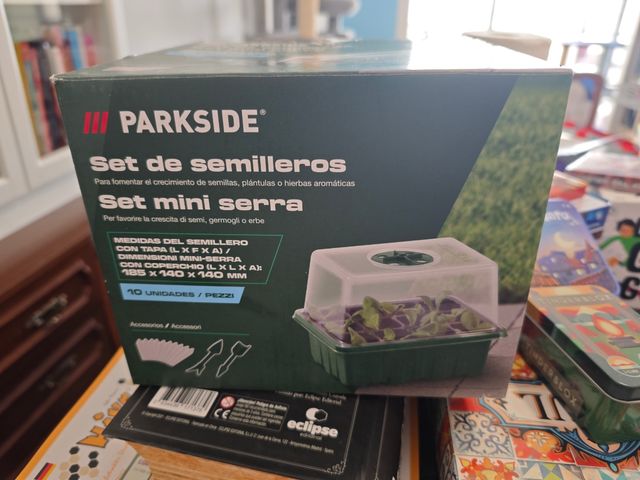 PARKSIDE®
Set de semilleros
Para fomentar el crecimiento de semillas, plántulas o hierbas aromáticas
Set mini serra
Per favorire la crescita di semi, germogli o erbe
MEDIDAS DEL SEMILLERO
CON TAPA (L X F X A) /
DIMENSIONI MINI-SERRA
CON COPERCHIO (L X L X A):
185 x 140 x 140 MM
10 UNIDADES / PEZZI
Accesorios / Accessori
eclipse
editorial